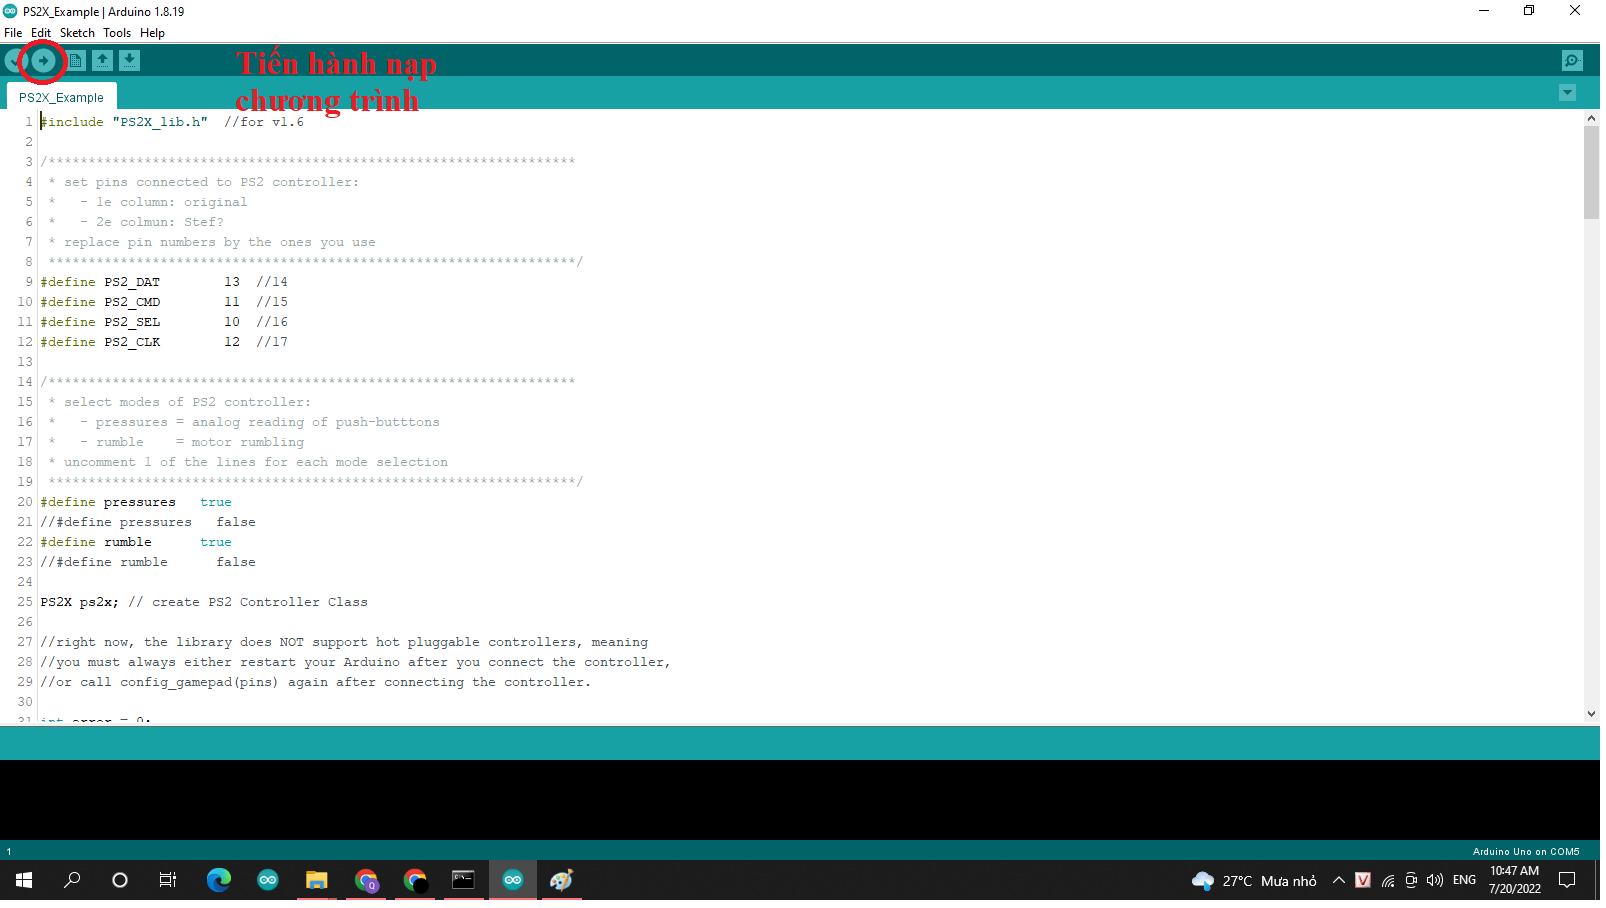 PS2X_Example | Arduino 1.8.19
File Edit Sketch Tools Help
Tiến hành nạp
chương trình
PS2X_Example
1 #include "PS2X_lib.h"  //for v1.6
2
3 /******************************************************************
4  * set pins connected to PS2 controller:
5  *   - 1e column: original
6  *   - 2e colmun: Stef?
7  * replace pin numbers by the ones you use
8  ******************************************************************/
9 #define PS2_DAT        13  //14
10 #define PS2_CMD        11  //15
11 #define PS2_SEL        10  //16
12 #define PS2_CLK        12  //17
13
14 /******************************************************************
15  * select modes of PS2 controller:
16  *   - pressures = analog reading of push-butttons
17  *   - rumble    = motor rumbling
18  * uncomment 1 of the lines for each mode selection
19  ******************************************************************/
20 #define pressures   true
21 //#define pressures   false
22 #define rumble      true
23 //#define rumble      false
24
25 PS2X ps2x; // create PS2 Controller Class
26
27 //right now, the library does NOT support hot pluggable controllers, meaning
28 //you must always either restart your Arduino after you connect the controller,
29 //or call config_gamepad(pins) again after connecting the controller.
30
31 int error = 0;
1
Arduino Uno on COM5
27°C Mưa nhỏ
ENG
10:47 AM
7/20/2022